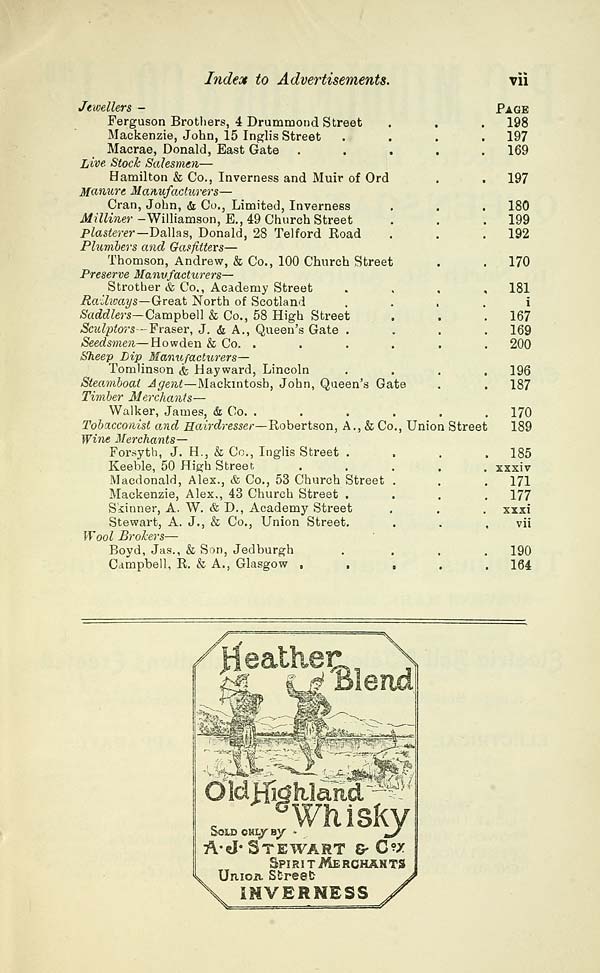 Index to Advertisements. vii
Jewellers – PAGE
Ferguson Brothers, 4 Drummond Street . . . 198
Mackenzie, John, 15 Inglis Street . . . . 197
Macrae, Donald, East Gate . . . . . 169
Live Stock Salesmen—
Hamilton & Co., Inverness and Muir of Ord . . 197
Manure Manufacturers—
Cran, John, & Co., Limited, Inverness . . . 180
Milliner –Williamson, E., 49 Church Street . . . 199
Plasterer—Dallas, Donald, 28 Telford Road . . . 192
Plumbers and Gasfitters—
Thomson, Andrew, & Co., 100 Church Street . . 170
Preserve Manufacturers—
Strother & Co., Academy Street . . . . 181
Railways—Great North of Scotland . . . . i
Saddlers—Campbell & Co., 58 High Street . . . 167
Sculptors–Fraser, J. & A., Queen's Gate . . . . 169
Seedsmen—Howden & Co. . . . . . . 200
Sheep Dip Manufacturers—
Tomlinson & Hayward, Lincoln . . . . 196
Steamboat Agent—Mackintosh, John, Queen's Gate . . 187
Timber Merchants—
Walker, James, & Co. . . . . . . 170
Tobacconist and Hairdresser—Robertson, A., & Co., Union Street 189
Wine Merchants—
Forsyth, J. H., & Co., Inglis Street . . . . 185
Keeble, 50 High Street . . . . . xxxiv
Macdonald, Alex., & Co., 53 Church Street . . . 171
Mackenzie, Alex., 43 Church Street . . . . 177
Skinner, A. W. & D., Academy Street . . . xxxi
Stewart, A. J., & Co., Union Street. . . . vii
Wool Brokers—
Boyd, Jas., & Son, Jedburgh . . . . 190
Campbell, R. & A., Glasgow . . . . . 164
Heather
Blend
Old Highland
Whisky
SOLD ONLY BY -
A·J· STEWART & Coy.
SPIRIT MERCHANTS
Union Street
INVERNESS